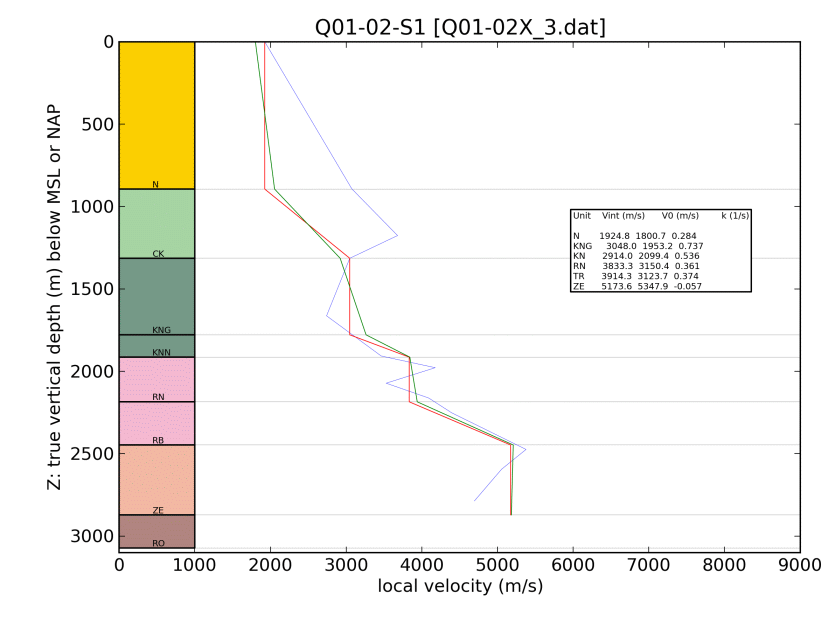 Q01-02-S1 [Q01-02X_3.dat]
0
500
1000
1500
2000
2500
3000
Z: true vertical depth (m) below MSL or NAP
N
CK
KNG
KNN
RN
RB
ZE
RO
Unit Vint (m/s) V0 (m/s) k (1/s)
N 1924.8 1800.7 0.284
KNG 3048.0 1953.2 0.737
KN 2914.0 2099.4 0.536
RN 3833.3 3150.4 0.361
TR 3914.3 3123.7 0.374
ZE 5173.6 5347.9 -0.057
0 1000 2000 3000 4000 5000 6000 7000 8000 9000
local velocity (m/s)